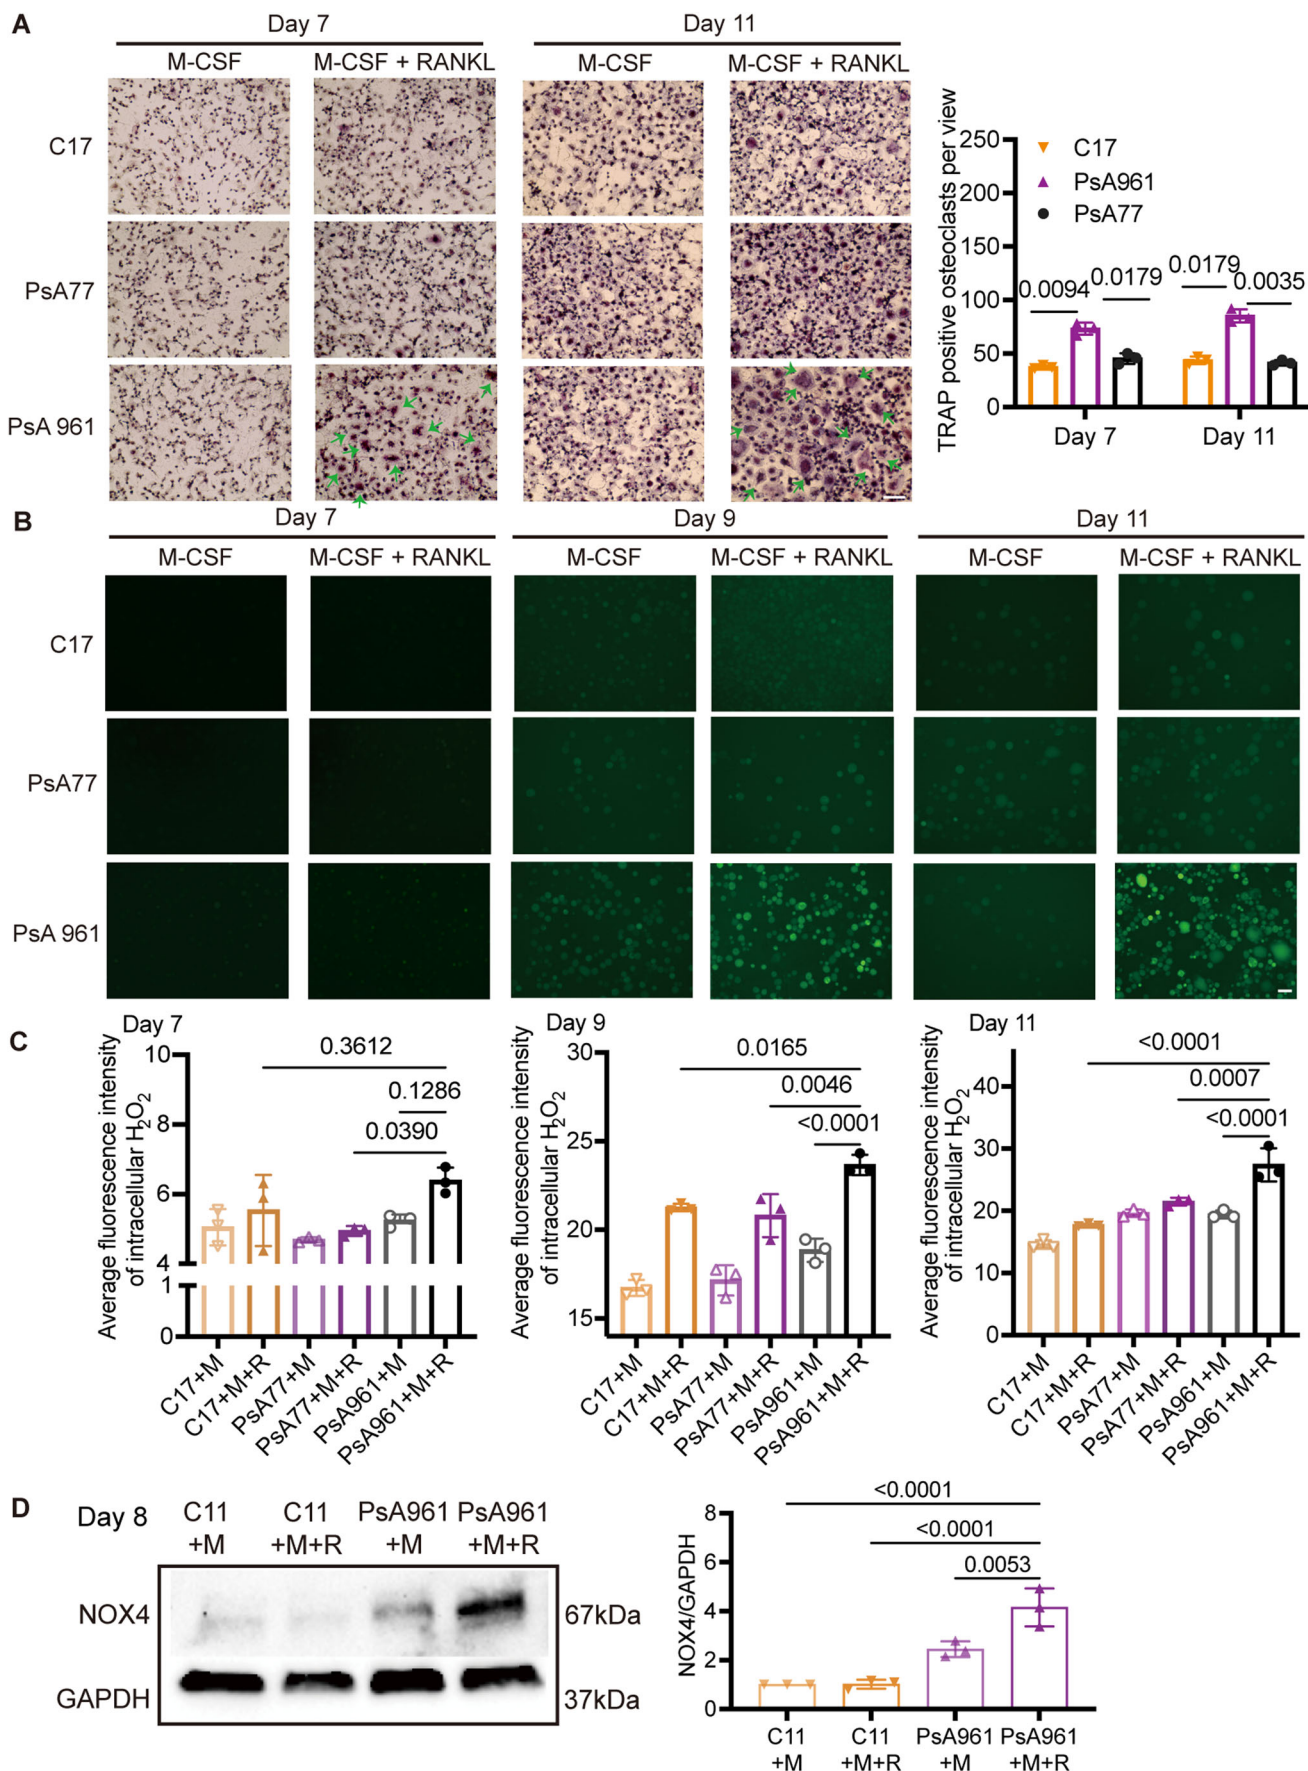 A
Day 7
Day 11
M-CSF
M-CSF + RANKL
M-CSF
M-CSF + RANKL
C17
PsA77
PsA 961
TRAP positive osteoclasts per view
250
200
150
100
50
0
C17
PsA961
PsA77
0.0094
0.0179
0.0179
0.0035
Day 7
Day 11
B
Day 7
Day 9
Day 11
M-CSF
M-CSF + RANKL
M-CSF
M-CSF + RANKL
M-CSF
M-CSF + RANKL
C17
PsA77
PsA 961
C
Day 7
Average fluorescence intensity
of intracellular H2O2
10
8
6
4
1
0
0.3612
0.1286
0.0390
C17+M
C17+M+R
PsA77+M
PsA77+M+R
PsA961+M
PsA961+M+R
Day 9
Average fluorescence intensity
of intracellular H2O2
30
25
20
15
0.0165
0.0046
<0.0001
C17+M
C17+M+R
PsA77+M
PsA77+M+R
PsA961+M
PsA961+M+R
Day 11
Average fluorescence intensity
of intracellular H2O2
40
30
20
10
0
<0.0001
0.0007
<0.0001
C17+M
C17+M+R
PsA77+M
PsA77+M+R
PsA961+M
PsA961+M+R
D
Day 8
C11
+M
C11
+M+R
PsA961
+M
PsA961
+M+R
NOX4
67kDa
GAPDH
37kDa
NOX4/GAPDH
8
6
4
2
0
<0.0001
<0.0001
0.0053
C11
+M
C11
+M+R
PsA961
+M
PsA961
+M+R